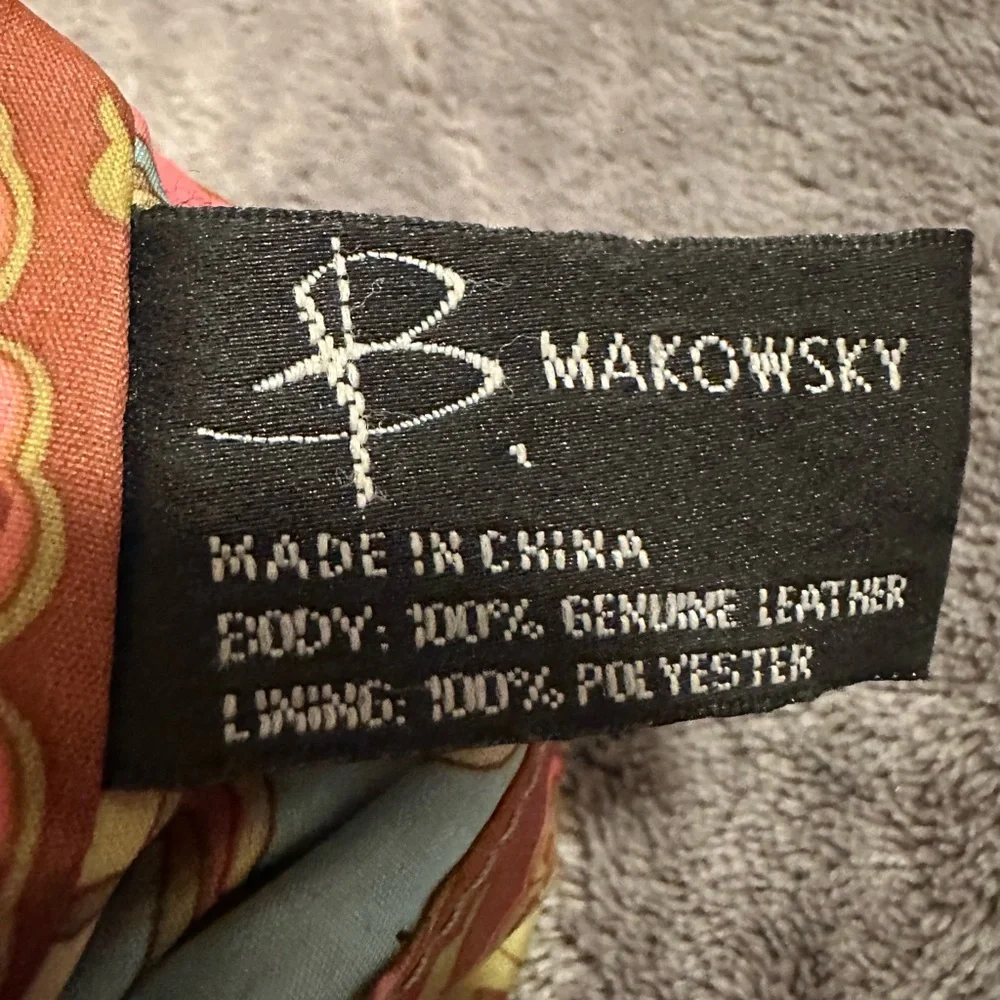 B. MAKOWSKY
MADE IN CHINA
BODY: 100% GENUINE LEATHER
LINING: 100% POLYESTER